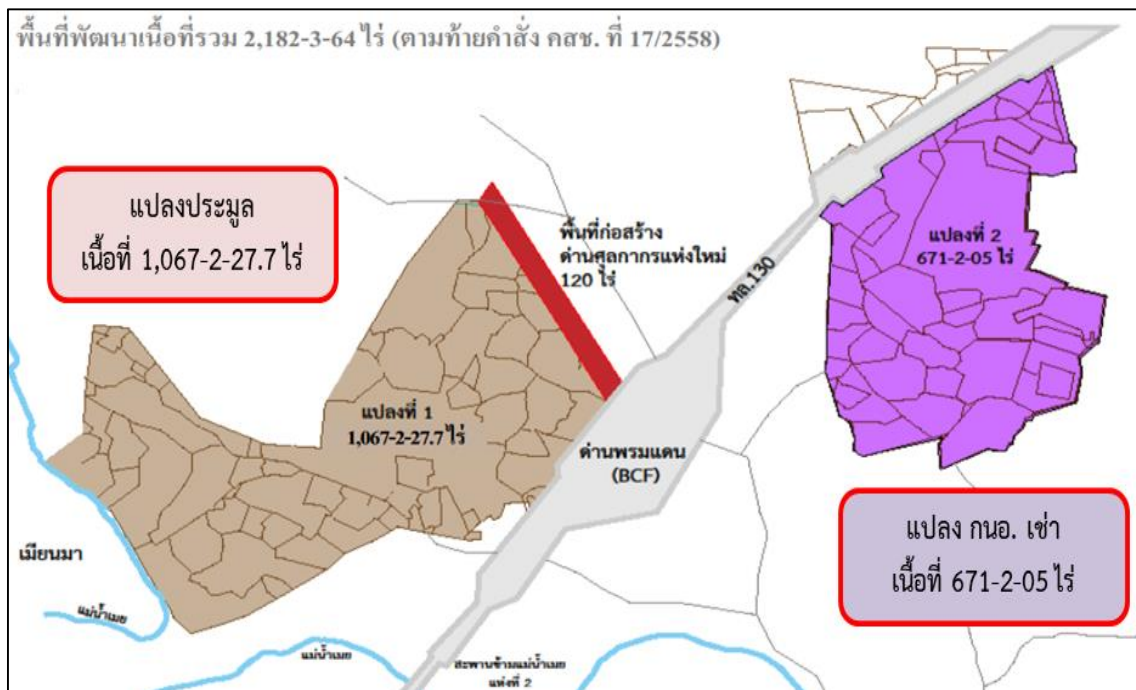 พื้นที่พัฒนาเนื้อที่รวม 2,182-3-64 ไร่ (ตามท้ายคำสั่ง คสช. ที่ 17/2558)
แปลงประมูล
เนื้อที่ 1,067-2-27.7 ไร่
พื้นที่ก่อสร้าง
ด่านศุลกากรแห่งใหม่
120 ไร่
ทล.130
แปลงที่ 2
671-2-05 ไร่
แปลงที่ 1
1,067-2-27.7 ไร่
ด่านพรมแดน
(BCF)
แปลง กนอ. เช่า
เนื้อที่ 671-2-05 ไร่
เมียนมา
แม่น้ำเมย
แม่น้ำเมย
สะพานข้ามแม่น้ำเมย
แห่งที่ 2